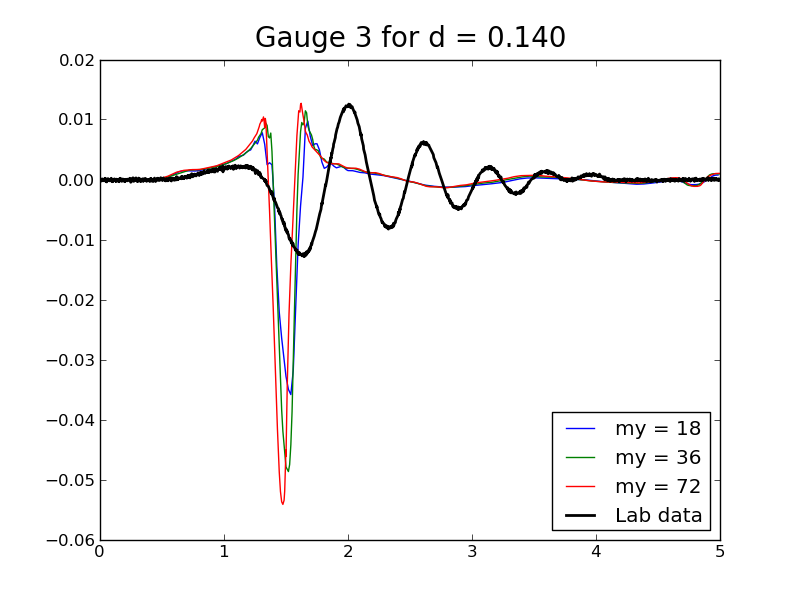 Gauge 3 for d = 0.140
0.02
0.01
0.00
−0.01
−0.02
−0.03
−0.04
−0.05
−0.06
0 1 2 3 4 5
my = 18
my = 36
my = 72
Lab data